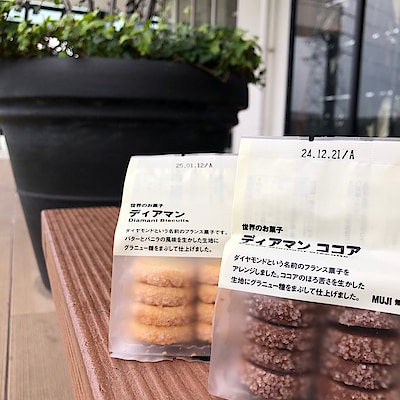 25.01.12/A
世界のお菓子
ディアマン
Diamant Biscuits
ダイヤモンドという名前のフランス菓子です。
バターとバニラの風味を生かした生地に
グラニュー糖をまぶして仕上げました。
24.12.21/A
世界のお菓子
ディアマン ココア
ダイヤモンドという名前のフランス菓子を
アレンジしました。ココアのほろ苦さを生かした
生地にグラニュー糖をまぶして仕上げました。
MUJI 無